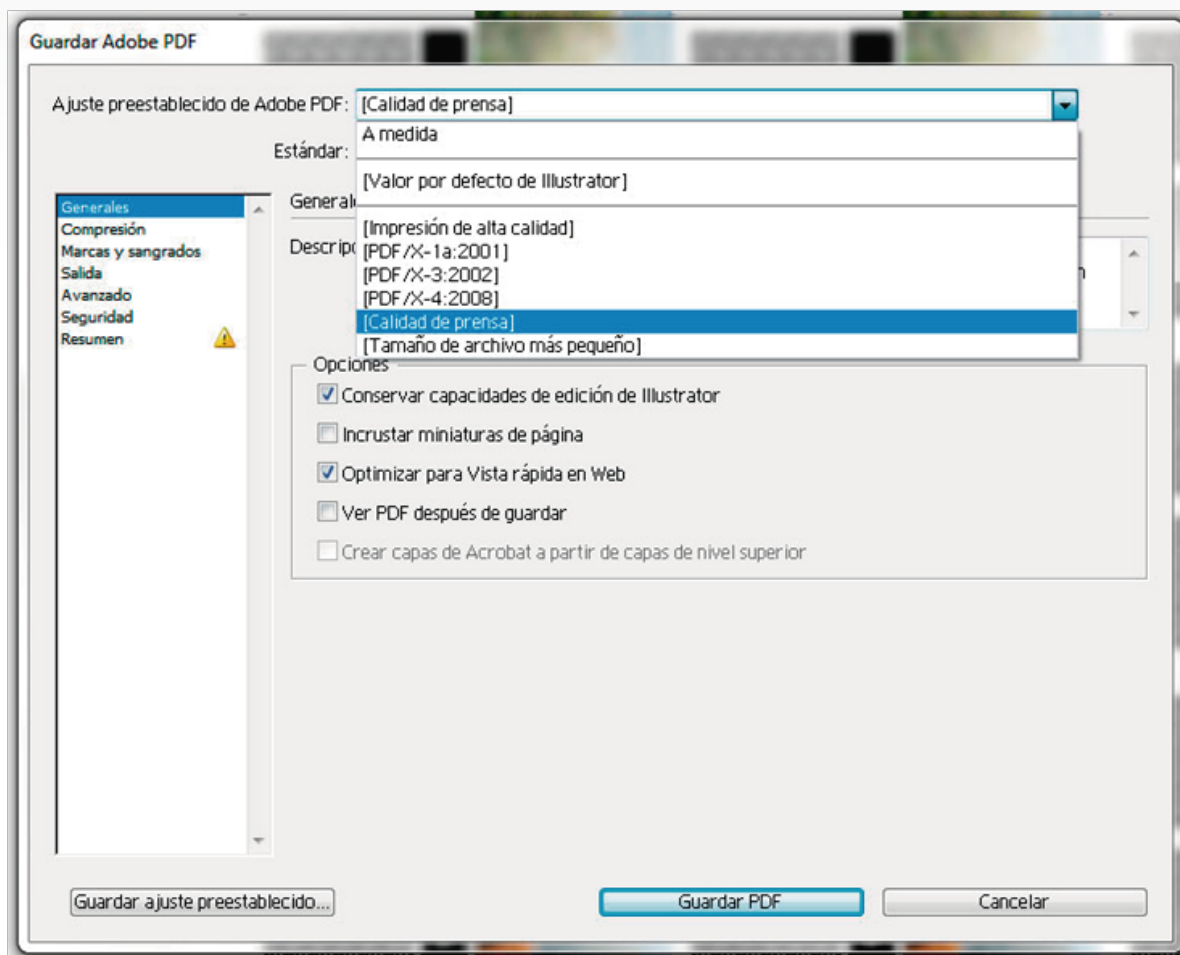 Guardar Adobe PDF
Ajuste preestablecido de Adobe PDF: [Calidad de prensa]
A medida
Estándar:
[Valor por defecto de Illustrator]
Generales
General
[Impresión de alta calidad]
Compresión
Descripc
[PDF/X-1a:2001]
Marcas y sangrados
[PDF/X-3:2002]
Salida
[PDF/X-4:2008]
Avanzado
[Calidad de prensa]
Seguridad
[Tamaño de archivo más pequeño]
Resumen
Opciones
Conservar capacidades de edición de Illustrator
Incrustar miniaturas de página
Optimizar para Vista rápida en Web
Ver PDF después de guardar
Crear capas de Acrobat a partir de capas de nivel superior
Guardar ajuste preestablecido... Guardar PDF Cancelar